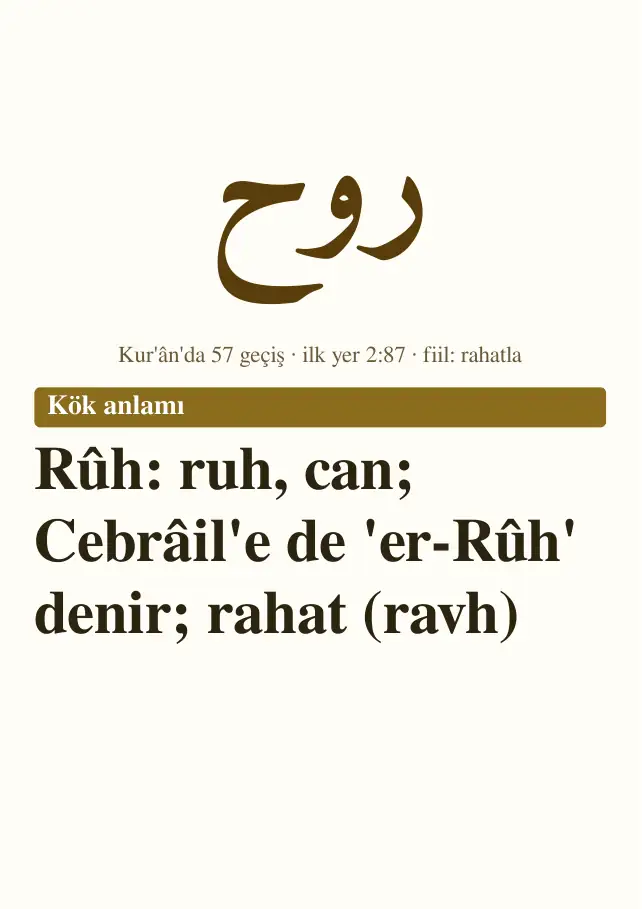 روح
Kur'ân'da 57 geçiş · ilk yer 2:87 · fiil: rahatla
Kök anlamı
Rûh: ruh, can;
Cebrâil'e de 'er-Rûh'
denir; rahat (ravh)